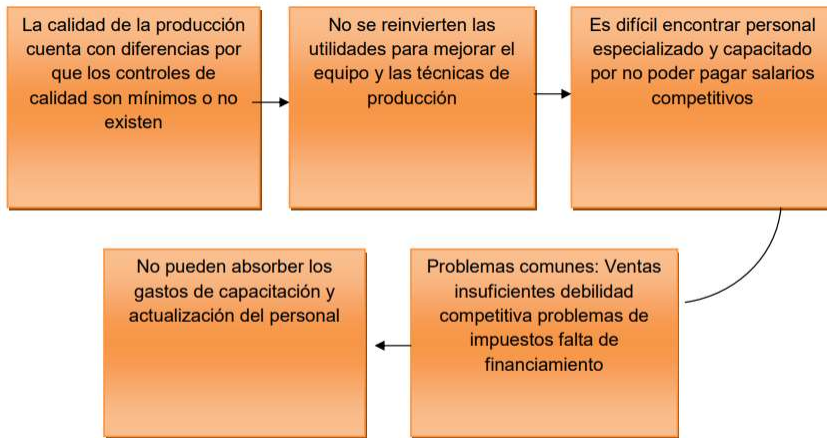 La calidad de la producción
cuenta con diferencias por
que los controles de
calidad son mínimos o no
existen
No se reinvierten las
utilidades para mejorar el
equipo y las técnicas de
producción
Es difícil encontrar personal
especializado y capacitado
por no poder pagar salarios
competitivos
No pueden absorber los
gastos de capacitación y
actualización del personal
Problemas comunes: Ventas
insuficientes debilidad
competitiva problemas de
impuestos falta de
financiamiento